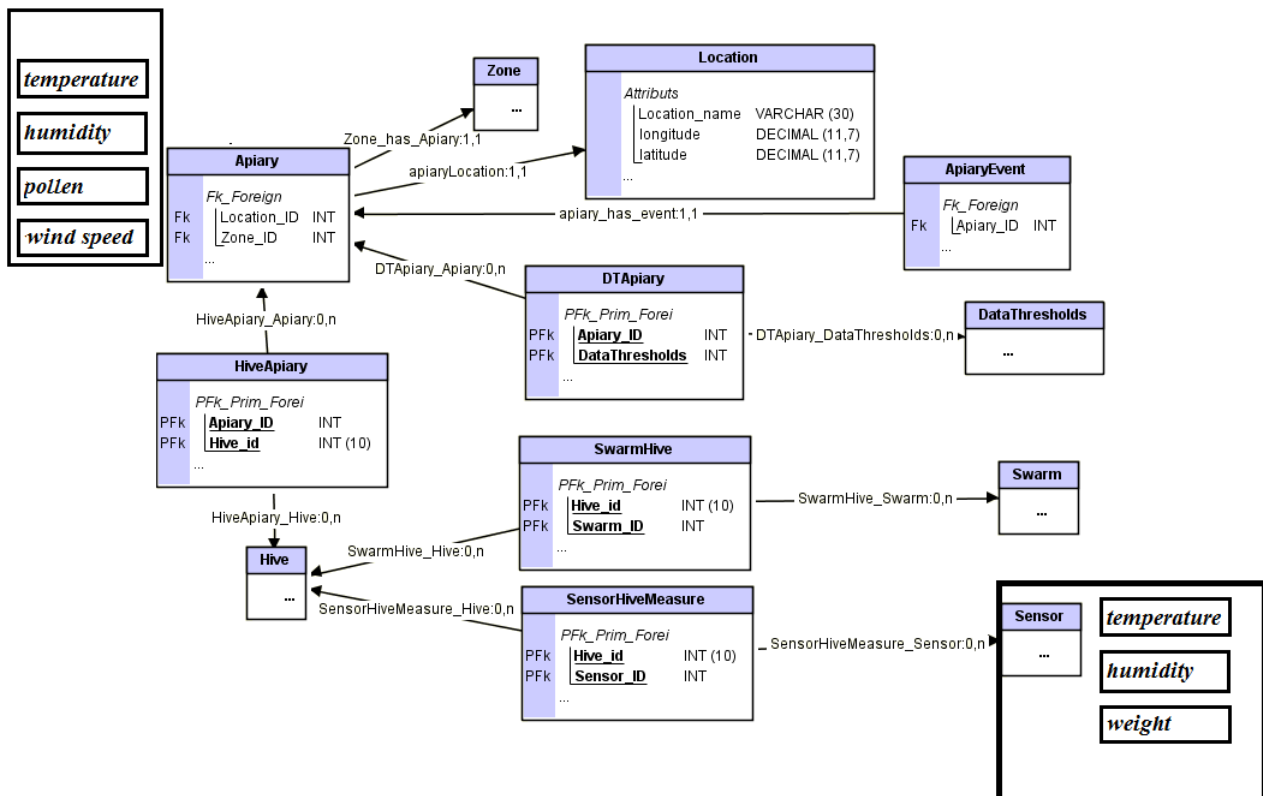 temperature
humidity
pollen
wind speed
Zone
...
Location
Attributs
Location_name VARCHAR (30)
longitude DECIMAL (11,7)
latitude DECIMAL (11,7)
...
Zone_has_Apiary:1,1
apiaryLocation:1,1
Apiary
Fk_Foreign
Fk Location_ID INT
Fk Zone_ID INT
...
ApiaryEvent
Fk_Foreign
Fk Apiary_ID INT
...
apiary_has_event:1,1
DTApiary_Apiary:0,n
DTApiary
PFk_Prim_Forei
PFk Apiary_ID INT
PFk DataThresholds INT
...
DTApiary_DataThresholds:0,n
DataThresholds
...
HiveApiary_Apiary:0,n
HiveApiary
PFk_Prim_Forei
PFk Apiary_ID INT
PFk Hive_id INT (10)
...
HiveApiary_Hive:0,n
SwarmHive
PFk_Prim_Forei
PFk Hive_id INT (10)
PFk Swarm_ID INT
...
SwarmHive_Swarm:0,n
Swarm
...
SwarmHive_Hive:0,n
Hive
...
SensorHiveMeasure_Hive:0,n
SensorHiveMeasure
PFk_Prim_Forei
PFk Hive_id INT (10)
PFk Sensor_ID INT
...
SensorHiveMeasure_Sensor:0,n
Sensor
...
temperature
humidity
weight